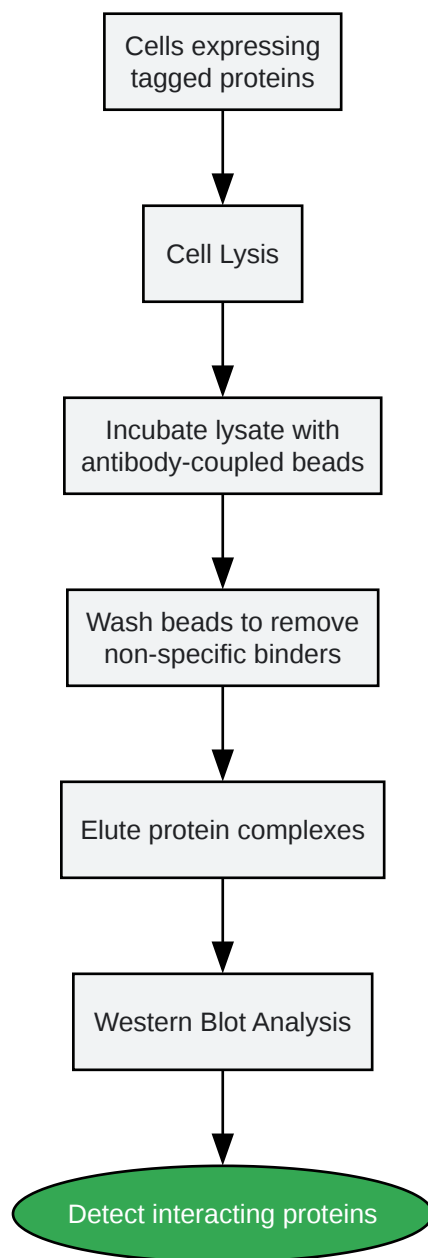 Cells expressing
tagged proteins
Cell Lysis
Incubate lysate with
antibody-coupled beads
Wash beads to remove
non-specific binders
Elute protein complexes
Western Blot Analysis
Detect interacting proteins